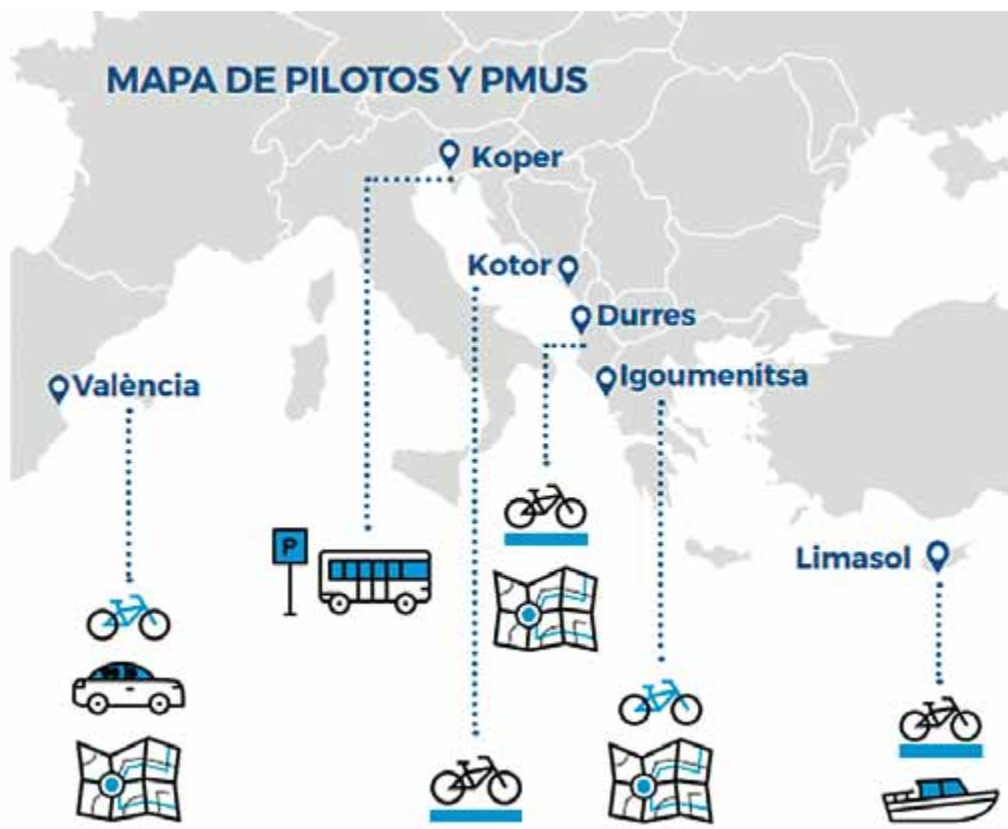 MAPA DE PILOTOS Y PMUS
Koper
Kotor
Durres
València
Igoumenitsa
P
Limasol